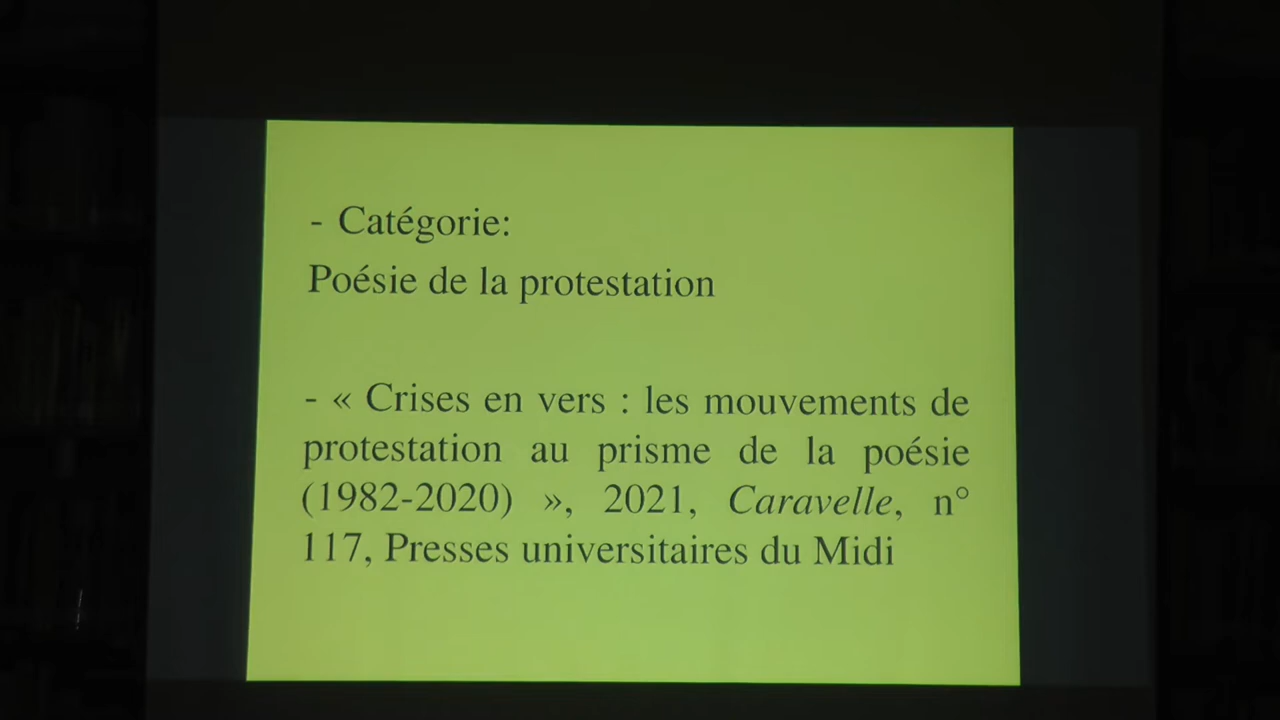 - Catégorie:
Poésie de la protestation
- « Crises en vers : les mouvements de
protestation au prisme de la poésie
(1982-2020) », 2021, Caravelle, n°
117, Presses universitaires du Midi